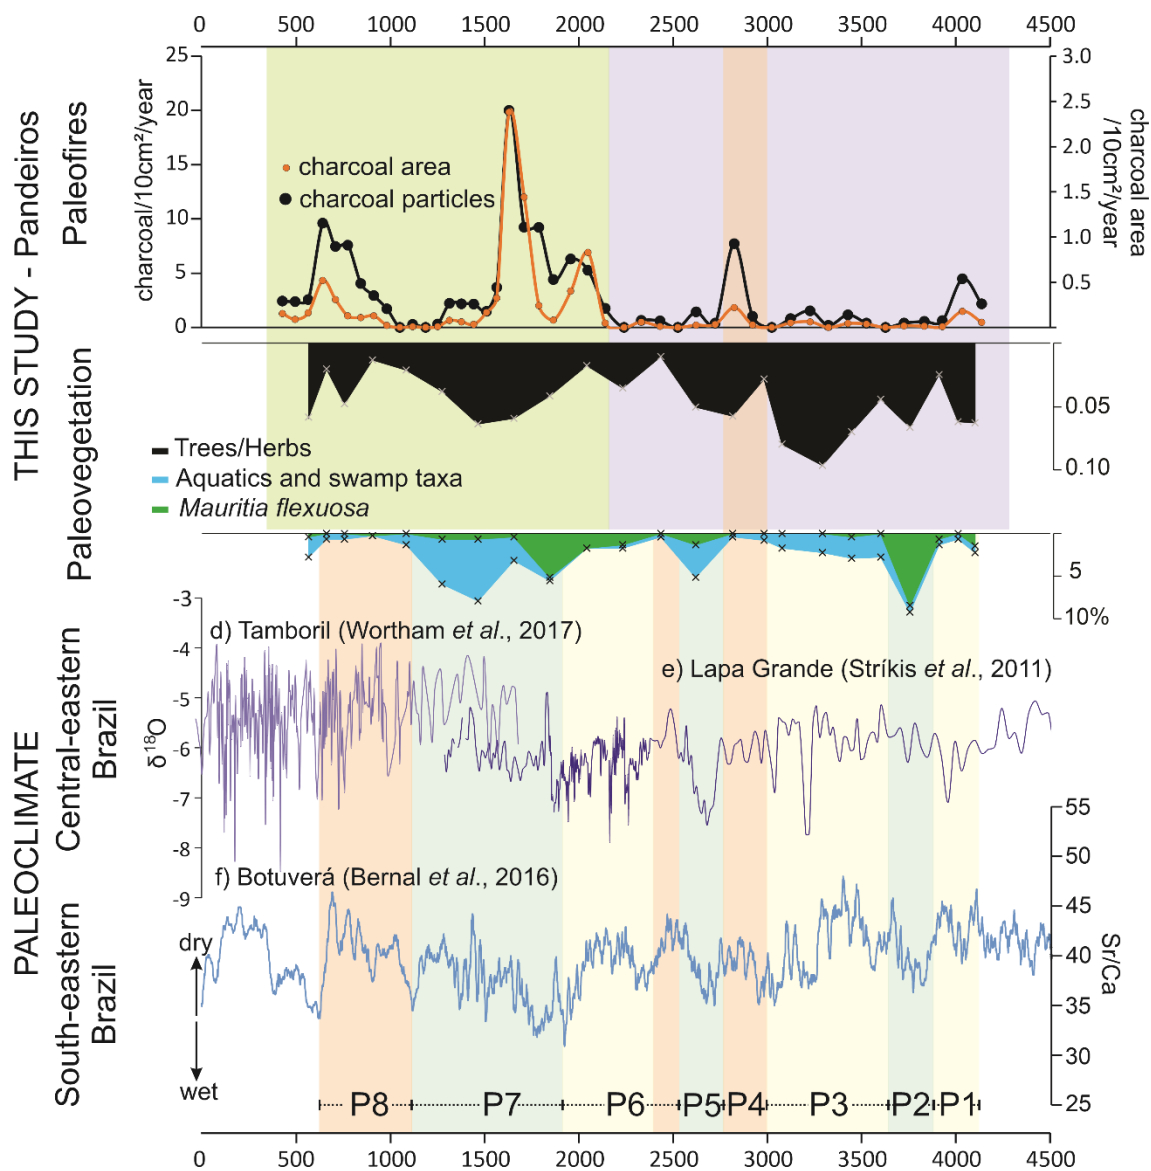 0 500 1000 1500 2000 2500 3000 3500 4000 4500
THIS STUDY - Pandeiros
Paleofires
charcoal/10cm²/year
25
20
15
10
5
0
charcoal area
charcoal particles
3.0
2.5
2.0
1.5
1.0
0.5
charcoal area
/10cm²/year
Paleovegetation
0.05
0.10
Trees/Herbs
Aquatics and swamp taxa
Mauritia flexuosa
5
10%
PALEOCLIMATE
Central-eastern
Brazil
δ18O
-3
-4
-5
-6
-7
-8
-9
d) Tamboril (Wortham et al., 2017)
e) Lapa Grande (Stríkis et al., 2011)
South-eastern
Brazil
f) Botuverá (Bernal et al., 2016)
dry
wet
55
50
45
40
35
30
25
Sr/Ca
P8 P7 P6 P5 P4 P3 P2 P1
0 500 1000 1500 2000 2500 3000 3500 4000 4500